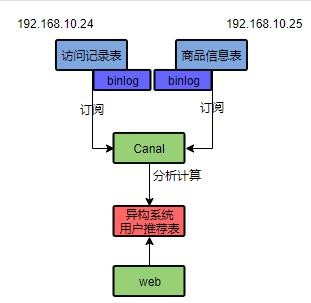 192.168.10.24
192.168.10.25
访问记录表
商品信息表
binlog
binlog
订阅
订阅
Canal
分析计算
异构系统
用户推荐表
web